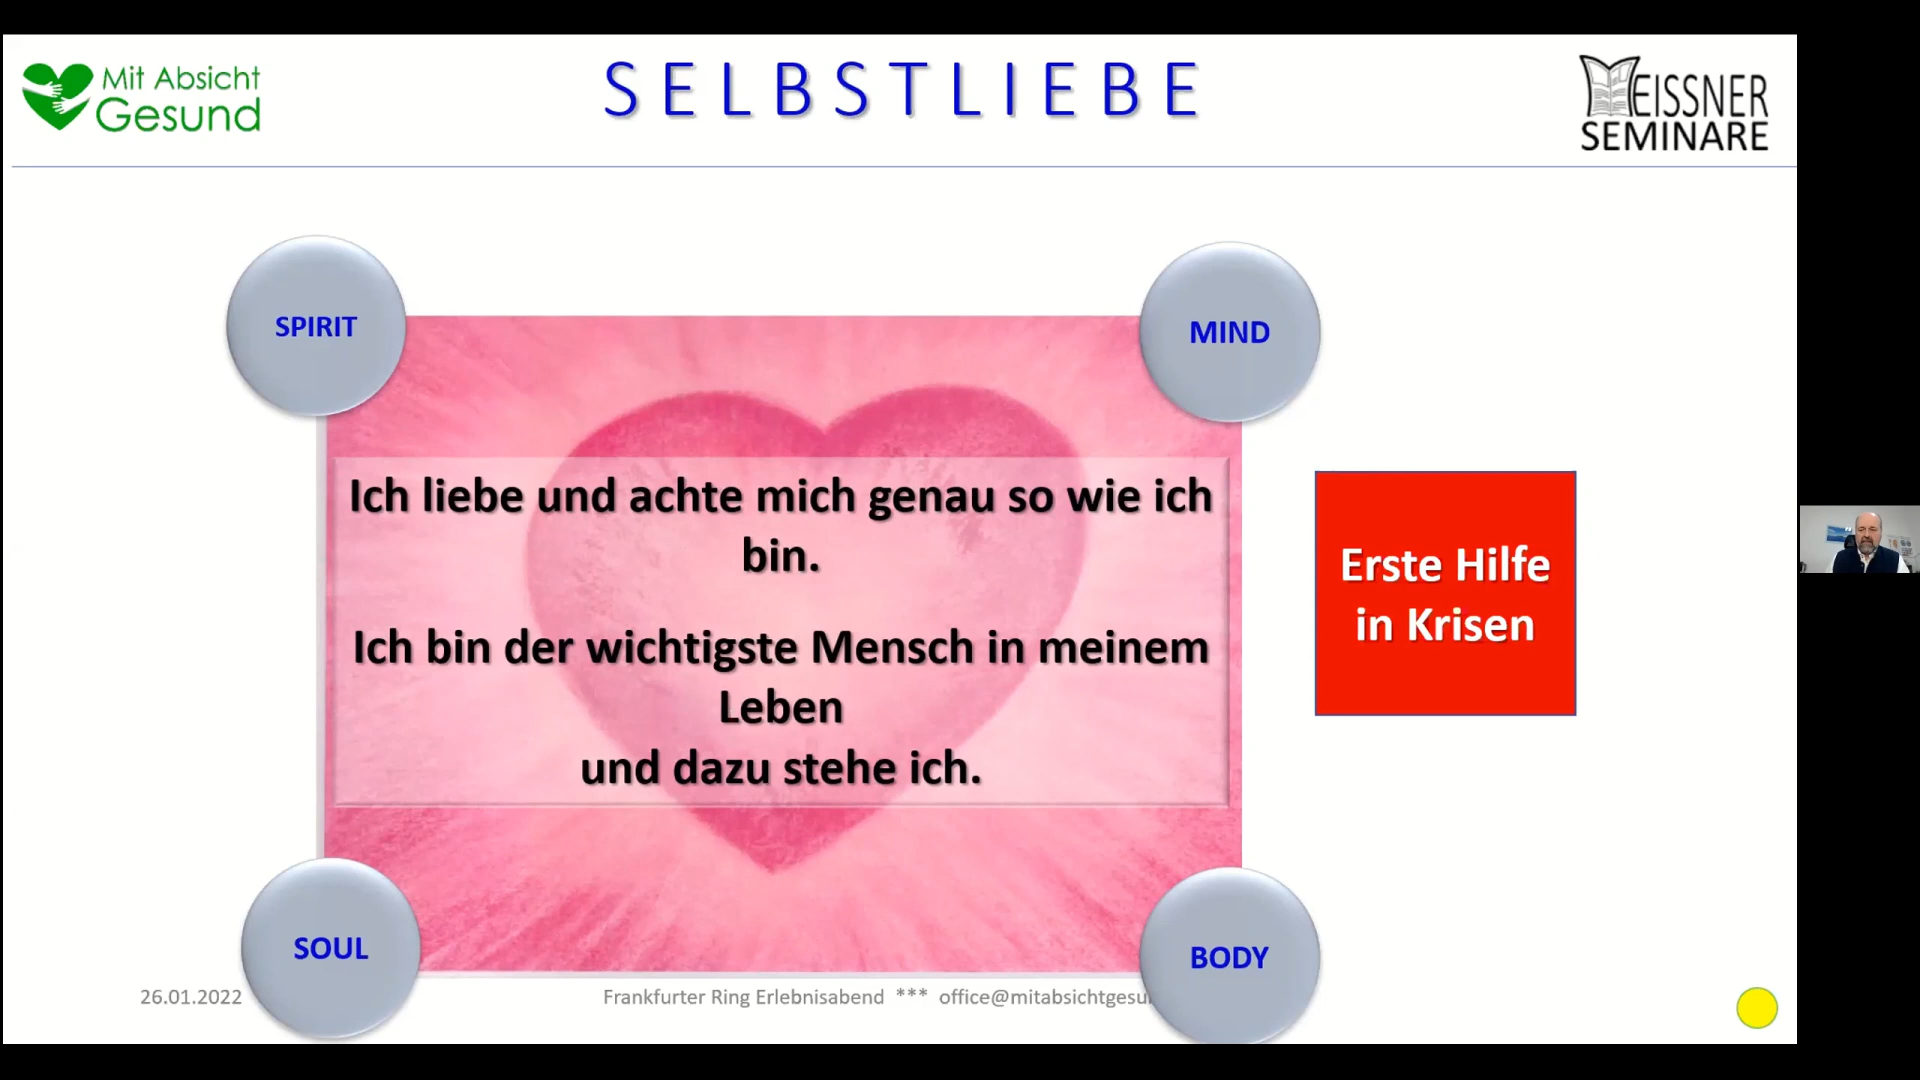 Mit Absicht
Gesund
SELBSTLIEBE
MEISSNER
SEMINARE
SPIRIT
MIND
Ich liebe und achte mich genau so wie ich
bin.
Ich bin der wichtigste Mensch in meinem
Leben
und dazu stehe ich.
Erste Hilfe
in Krisen
SOUL
BODY
26.01.2022
Frankfurter Ring Erlebnisabend *** office@mitabsichtgesu